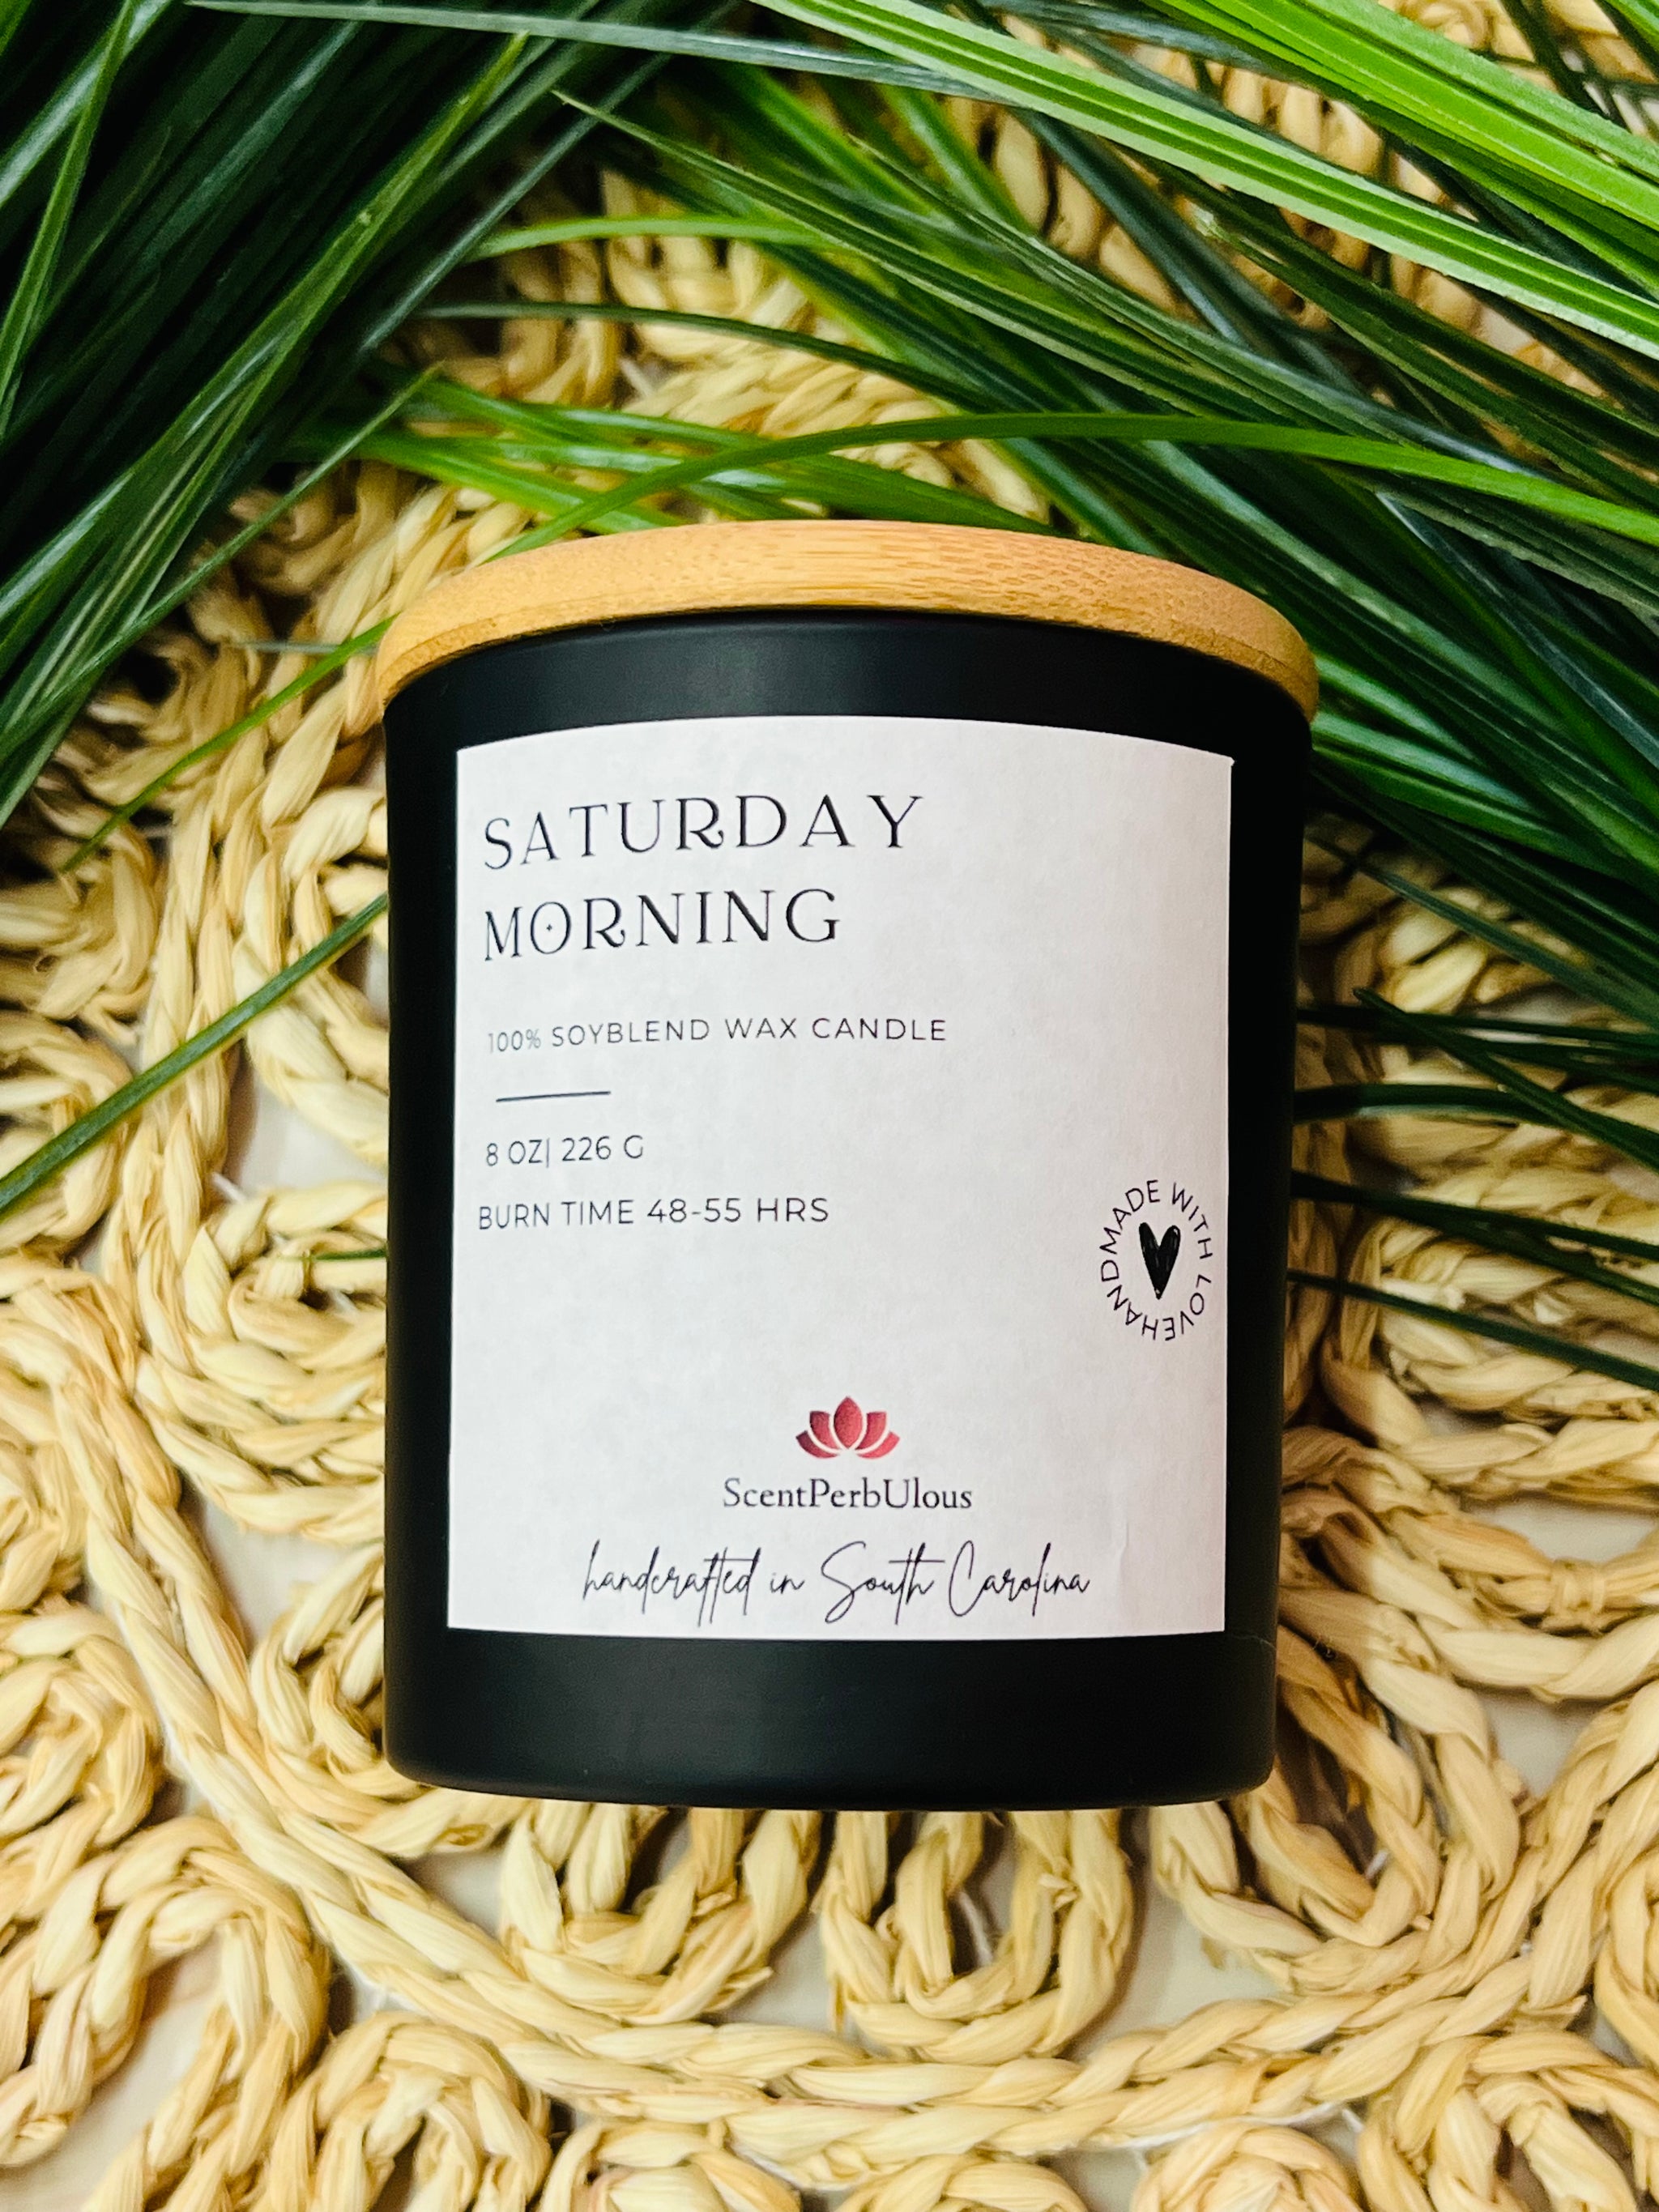 SATURDAY
MORNING
100% SOYBLEND WAX CANDLE
8 OZ| 226 G
BURN TIME 48-55 HRS
HANDMADE WITH LOVE
ScentPerbUlous
handcrafted in South Carolina